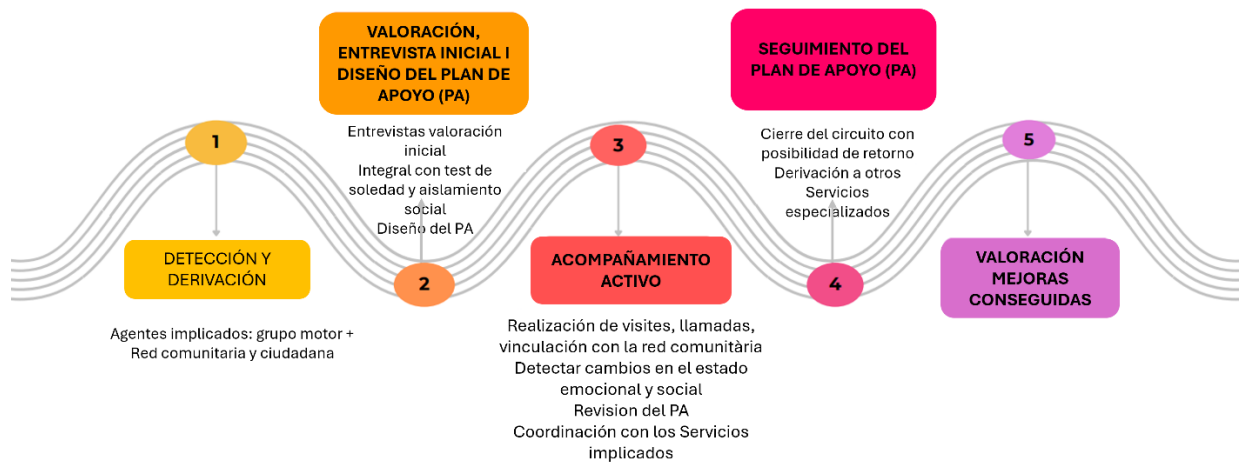 1
DETECCIÓN Y
DERIVACIÓN
Agentes implicados: grupo motor +
Red comunitaria y ciudadana
VALORACIÓN,
ENTREVISTA INICIAL I
DISEÑO DEL PLAN DE
APOYO (PA)
Entrevistas valoración
inicial
Integral con test de
soledad y aislamiento
social
Diseño del PA
2
3
ACOMPAÑAMIENTO
ACTIVO
Realización de visites, llamadas,
vinculación con la red comunitària
Detectar cambios en el estado
emocional y social
Revision del PA
Coordinación con los Servicios
implicados
SEGUIMIENTO DEL
PLAN DE APOYO (PA)
Cierre del circuito con
posibilidad de retorno
Derivación a otros
Servicios
especializados
4
5
VALORACIÓN
MEJORAS
CONSEGUIDAS